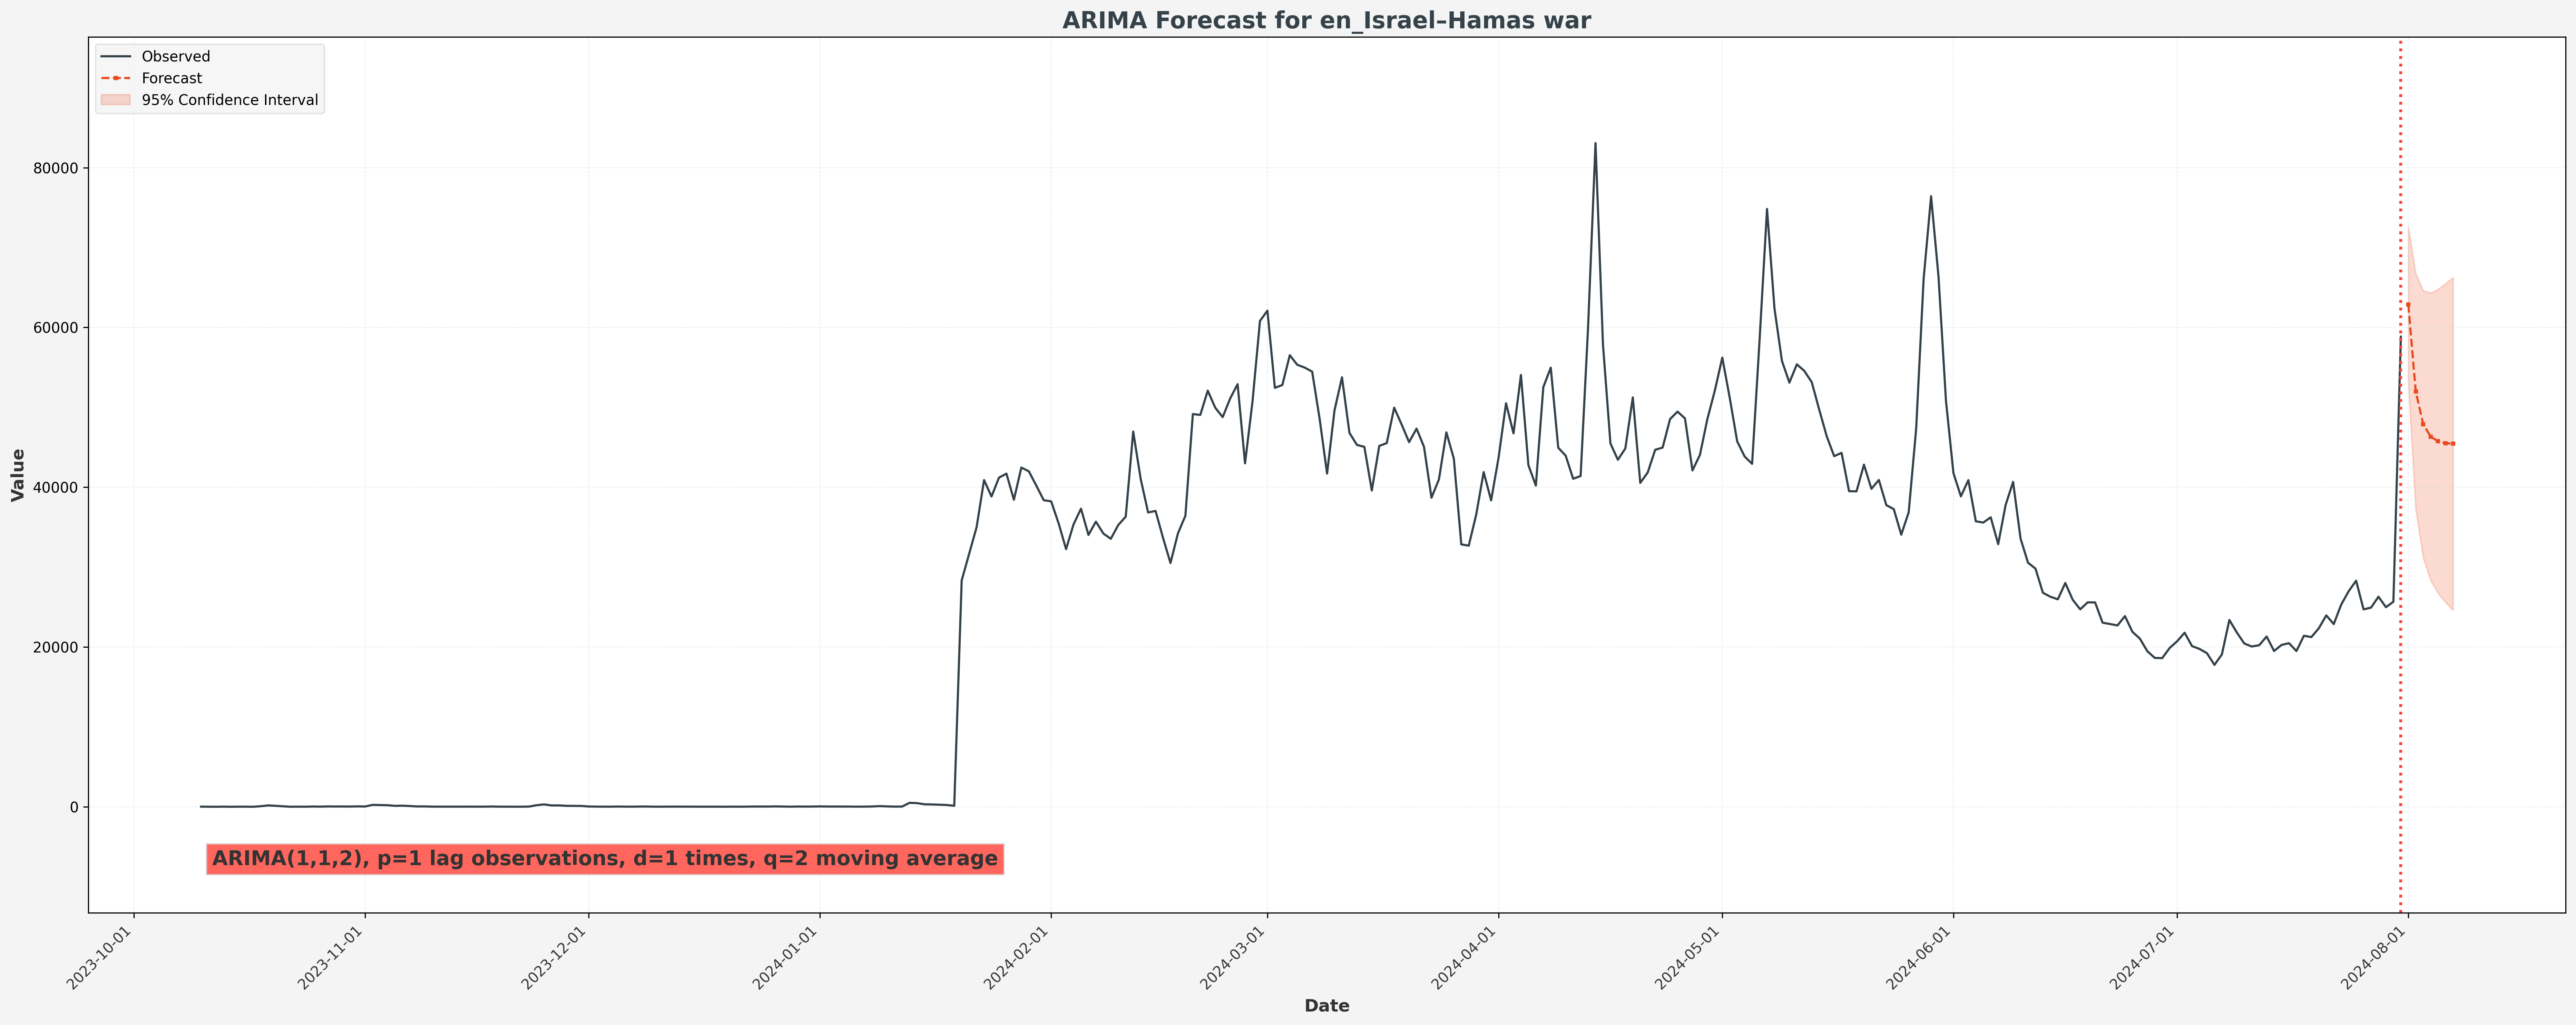 ARIMA Forecast for en_Israel–Hamas war
Observed
Forecast
95% Confidence Interval
Value
80000
60000
40000
20000
0
ARIMA(1,1,2), p=1 lag observations, d=1 times, q=2 moving average
2023-10-01
2023-11-01
2023-12-01
2024-01-01
2024-02-01
2024-03-01
2024-04-01
2024-05-01
2024-06-01
2024-07-01
2024-08-01
Date